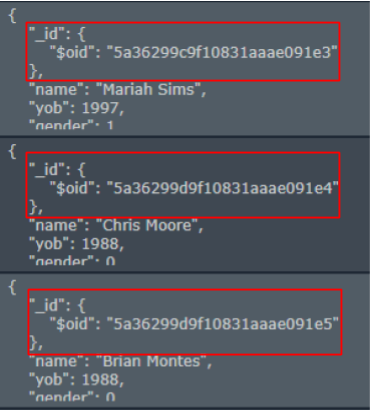 {
"_id": {
"$oid": "5a36299c9f10831aaae091e3"
},
"name": "Mariah Sims",
"yob": 1997,
"gender": 1
{
"_id": {
"$oid": "5a36299d9f10831aaae091e4"
},
"name": "Chris Moore",
"yob": 1988,
"gender": 0
{
"_id": {
"$oid": "5a36299d9f10831aaae091e5"
},
"name": "Brian Montes",
"yob": 1988,
"gender": 0